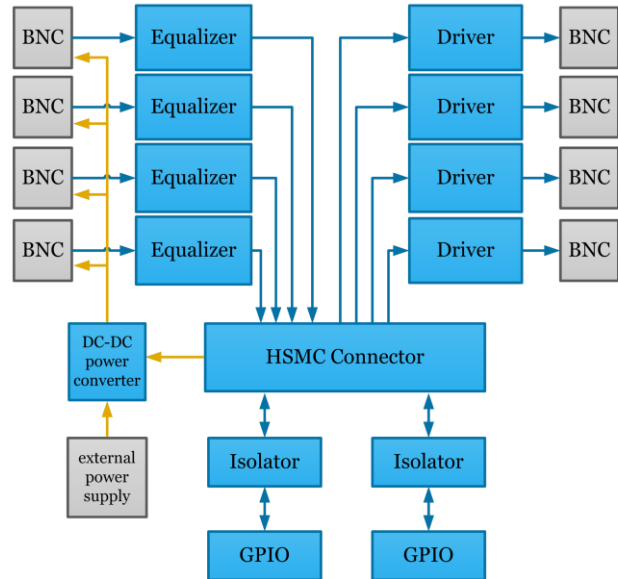 BNC
Equalizer
Driver
BNC
BNC
Equalizer
Driver
BNC
BNC
Equalizer
Driver
BNC
BNC
Equalizer
Driver
BNC
DC-DC
power
converter
HSMC Connector
external
power
supply
Isolator
Isolator
GPIO
GPIO